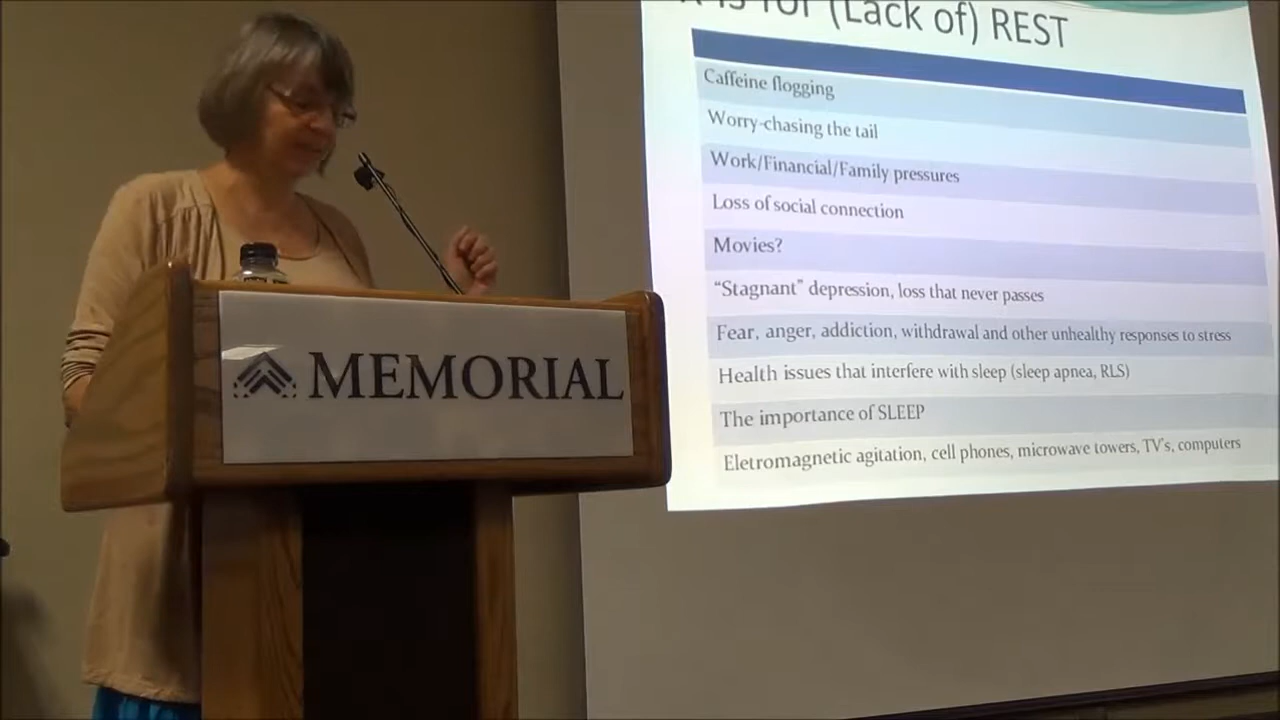 is for (Lack of) REST
Caffeine flogging
Worry-chasing the tail
Work/Financial/Family pressures
Loss of social connection
Movies?
“Stagnant” depression, loss that never passes
Fear, anger, addiction, withdrawal and other unhealthy responses to stress
Health issues that interfere with sleep (sleep apnea, RLS)
The importance of SLEEP
Eletromagnetic agitation, cell phones, microwave towers, TV's, computers
MEMORIAL